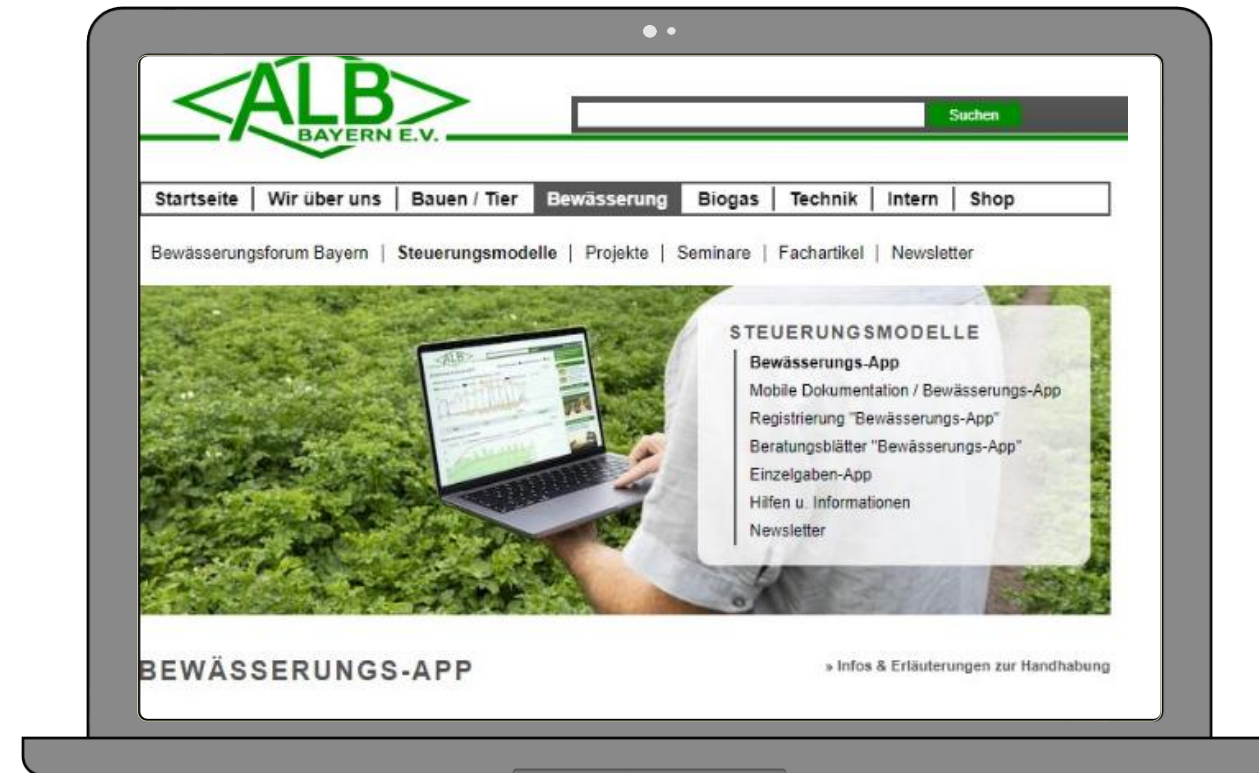 ALB
BAYERN E.V.
Suchen
Startseite | Wir über uns | Bauen / Tier Bewässerung Biogas | Technik | Intern | Shop
Bewässerungsforum Bayern | Steuerungsmodelle | Projekte | Seminare | Fachartikel | Newsletter
ALB
STEUERUNGSMODELLE
Bewässerungs-App
Mobile Dokumentation / Bewässerungs-App
Registrierung "Bewässerungs-App"
Beratungsblätter "Bewässerungs-App"
Einzelgaben-App
Hilfen u. Informationen
Newsletter
BEWÄSSERUNGS-APP
» Infos & Erläuterungen zur Handhabung